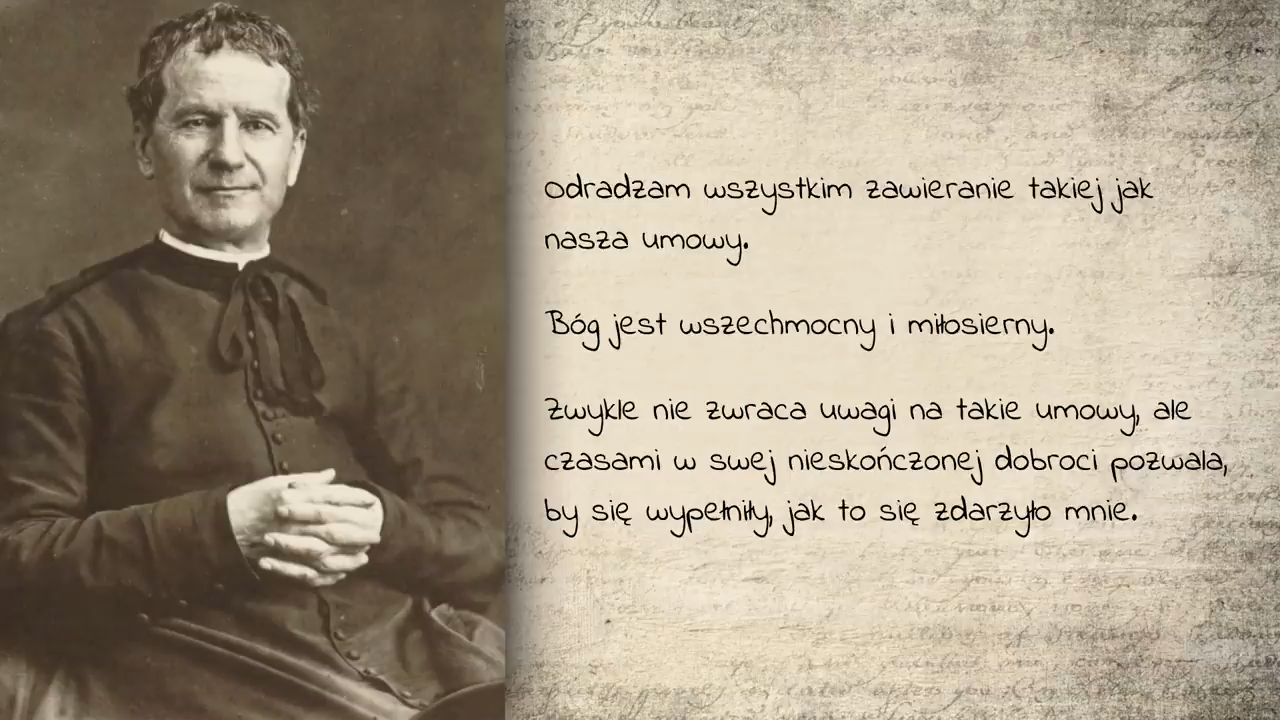 Odradzam wszystkim zawieranie takiej jak
nasza umowy.
Bóg jest wszechmocny i miłosierny.
Zwykle nie zwraca uwagi na takie umowy, ale
czasami w swej nieskończonej dobroci pozwala,
by się wypełniły, jak to się zdarzyło mnie.